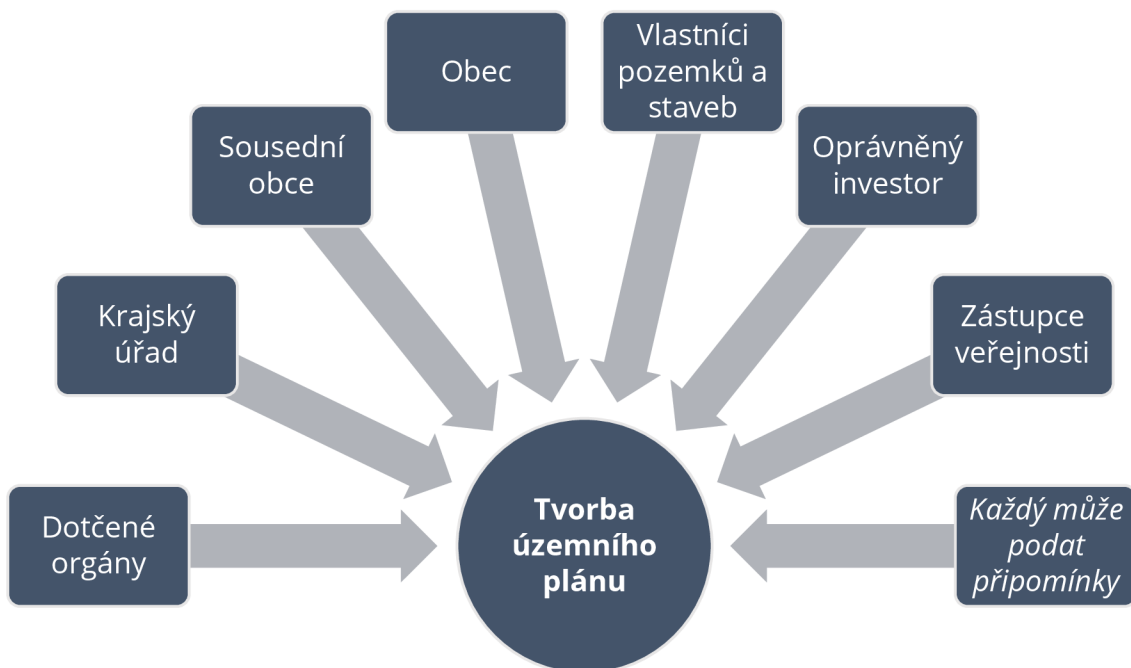 Obec
Vlastníci
pozemků a
staveb
Sousední
obce
Oprávněný
investor
Krajský
úřad
Zástupce
veřejnosti
Dotčené
orgány
Tvorba
územního
plánu
Každý může
podat
připomínky